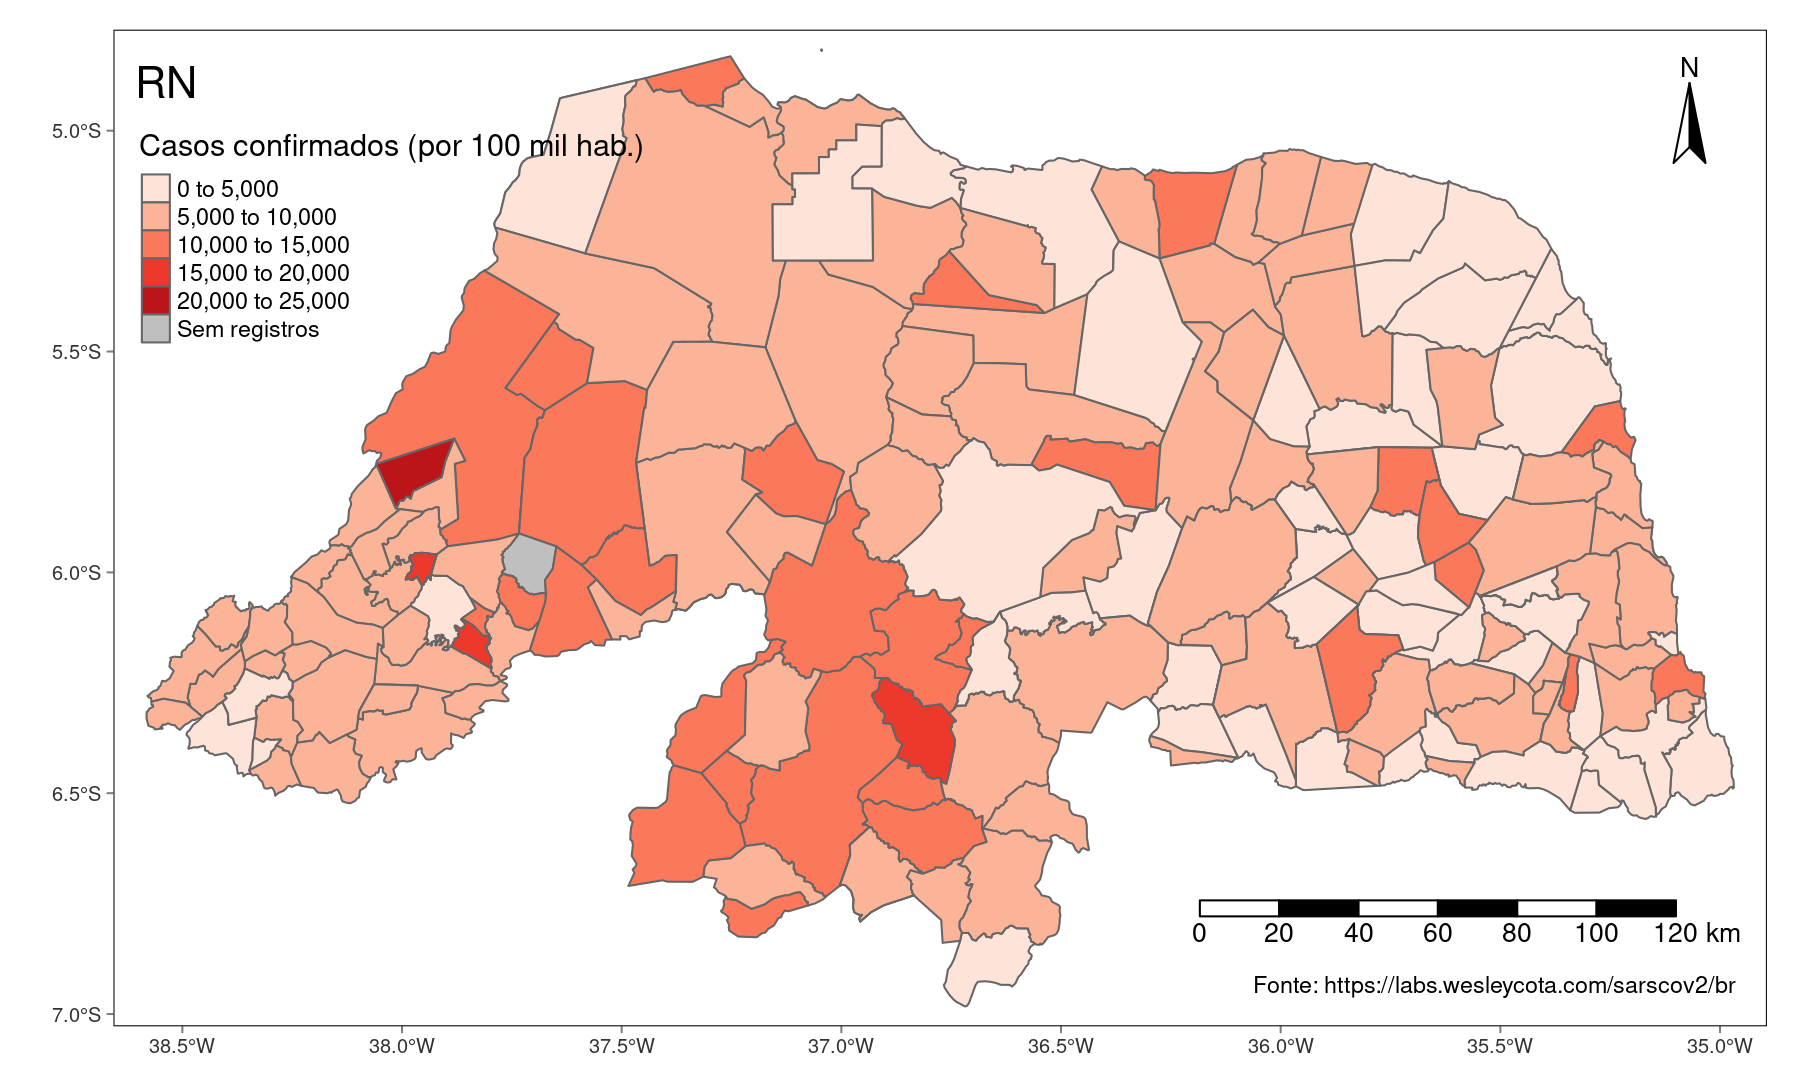 RN
N
Casos confirmados (por 100 mil hab.)
0 to 5,000
5,000 to 10,000
10,000 to 15,000
15,000 to 20,000
20,000 to 25,000
Sem registros
5.0°S
5.5°S
6.0°S
6.5°S
7.0°S
0 20 40 60 80 100 120 km
Fonte: https://labs.wesleycota.com/sarscov2/br
38.5°W 38.0°W 37.5°W 37.0°W 36.5°W 36.0°W 35.5°W 35.0°W